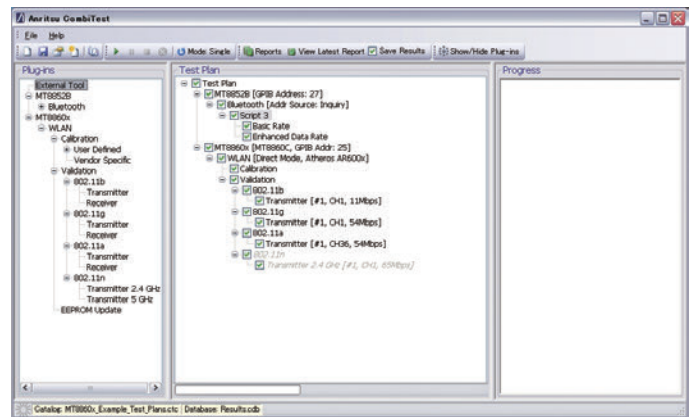 Anritsu CombiTest
File Help
Mode: Single Reports View Latest Report Save Results Show/Hide Plug-ins
Plug-ins
External Tool
MT8852B
Bluetooth
MT8860x
WLAN
Calibration
User Defined
Vendor Specific
Validation
802.11b
Transmitter
Receiver
802.11g
Transmitter
Receiver
802.11a
Transmitter
Receiver
802.11n
Transmitter 2.4 GHz
Transmitter 5 GHz
EEPROM Update
Test Plan
Test Plan
MT8852B [GPIB Address: 27]
Bluetooth [Addr Source: Inquiry]
Script 3
Basic Rate
Enhanced Data Rate
MT8860x [MT8860C, GPIB Addr: 25]
WLAN [Direct Mode, Atheros AR600x]
Calibration
Validation
802.11b
Transmitter [#1, CH1, 11Mbps]
802.11g
Transmitter [#1, CH1, 54Mbps]
802.11a
Transmitter [#1, CH36, 54Mbps]
802.11n
Transmitter 2.4 GHz [#1, CH1, 65Mbps]
Progress
Catalog: MT8860x_Example_Test_Plans.ctc Database: Results.cdb